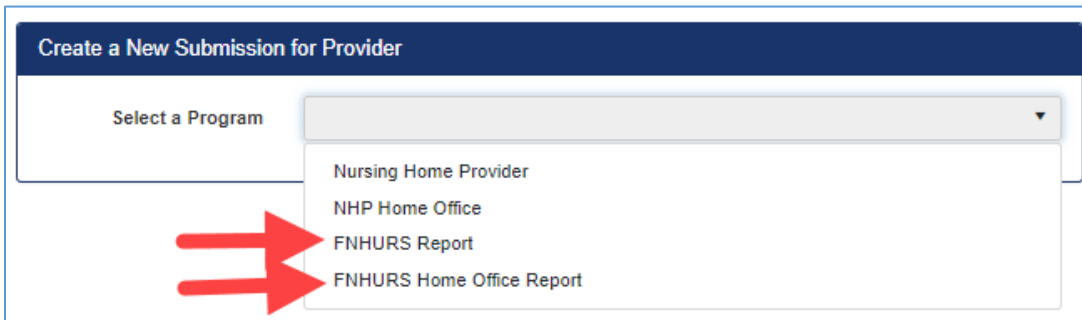 Create a New Submission for Provider
Select a Program
Nursing Home Provider
NHP Home Office
FNHURS Report
FNHURS Home Office Report